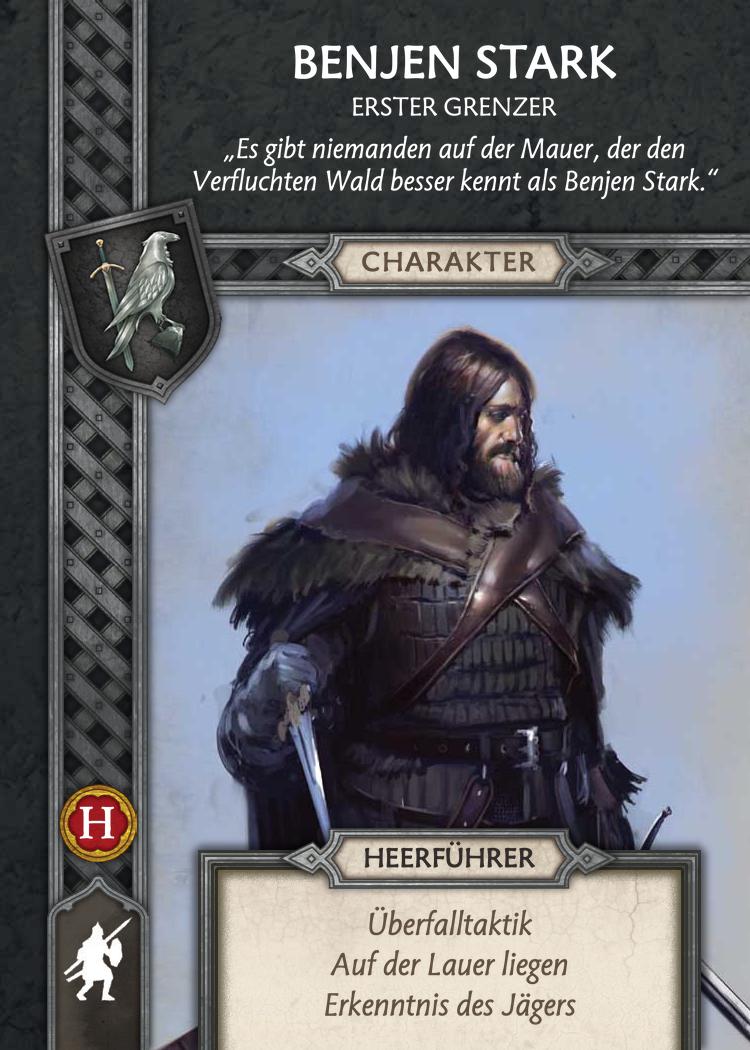 BENJEN STARK
ERSTER GRENZER
„Es gibt niemanden auf der Mauer, der den
Verfluchten Wald besser kennt als Benjen Stark.“
CHARAKTER
H
HEERFÜHRER
Überfalltaktik
Auf der Lauer liegen
Erkenntnis des Jägers